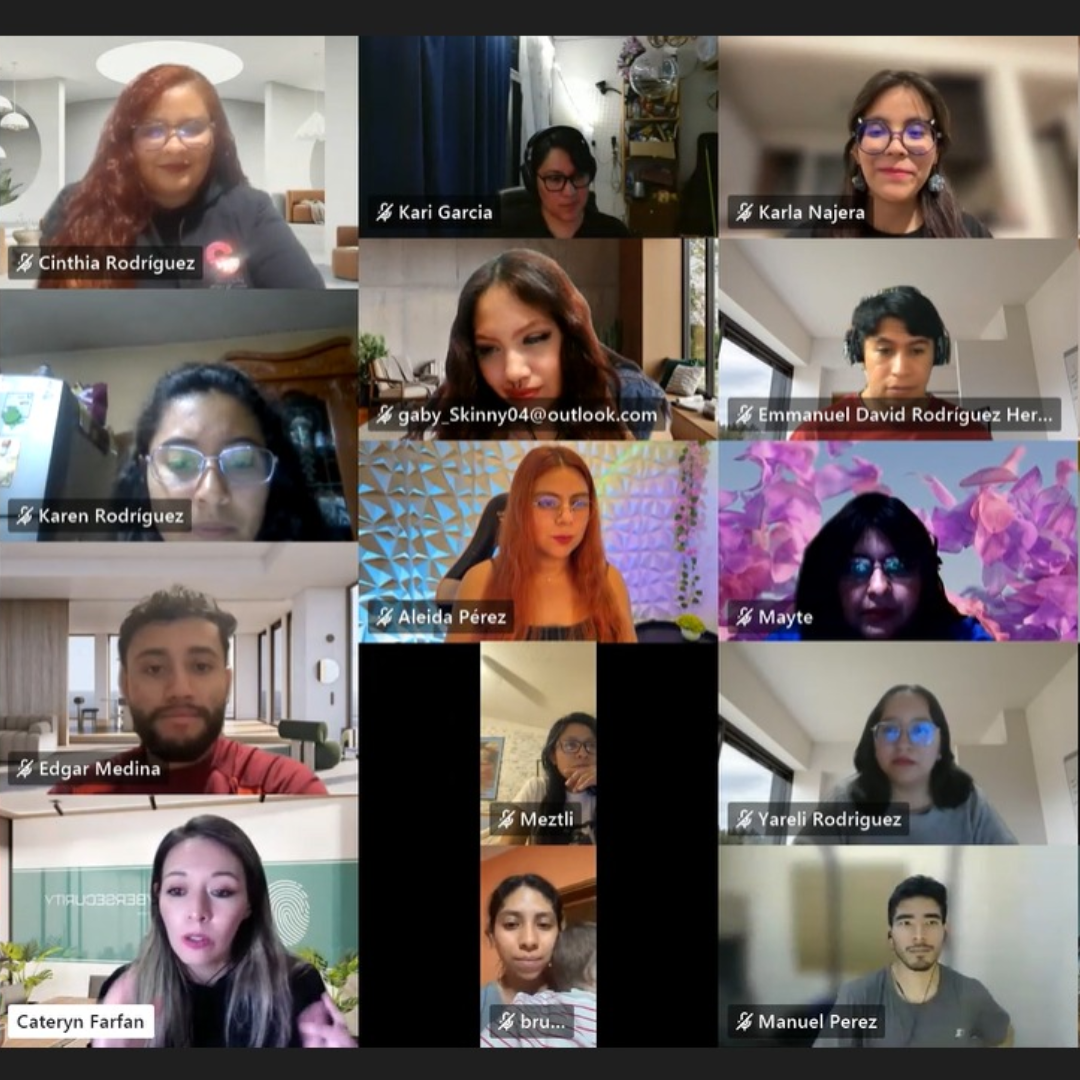 Cinthia Rodríguez
Kari Garcia
Karla Najera
Karen Rodríguez
gaby_Skinny04@outlook.com
Emmanuel David Rodríguez Her...
Edgar Medina
Aleida Pérez
Mayte
Meztli
Yareli Rodriguez
CYBERSECURITY
Cateryn Farfan
bru...
Manuel Perez